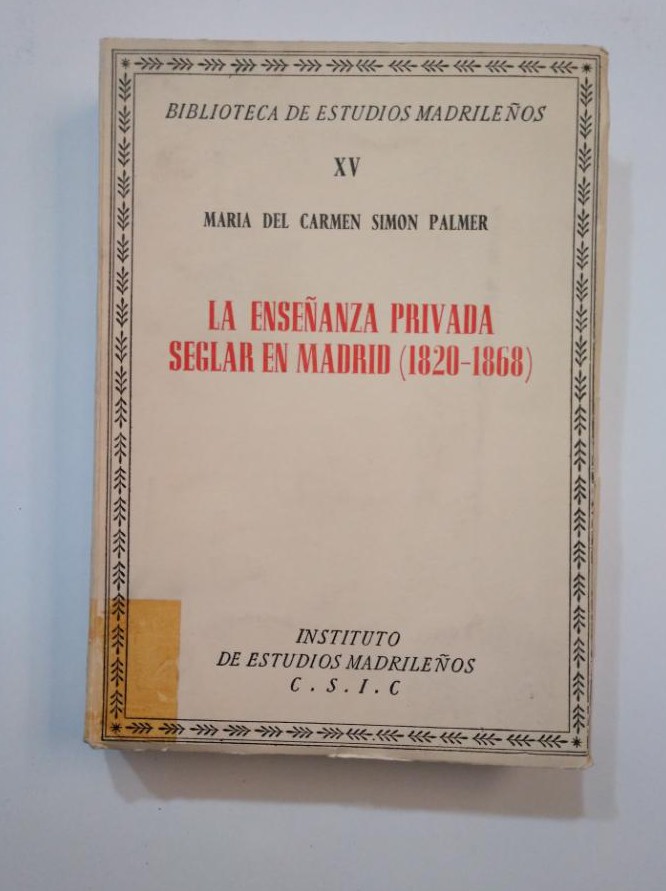 BIBLIOTECA DE ESTUDIOS MADRILEÑOS
XV
MARIA DEL CARMEN SIMON PALMER
LA ENSEÑANZA PRIVADA
SEGLAR EN MADRID (1820-1868)
INSTITUTO
DE ESTUDIOS MADRILEÑOS
C . S . I . C